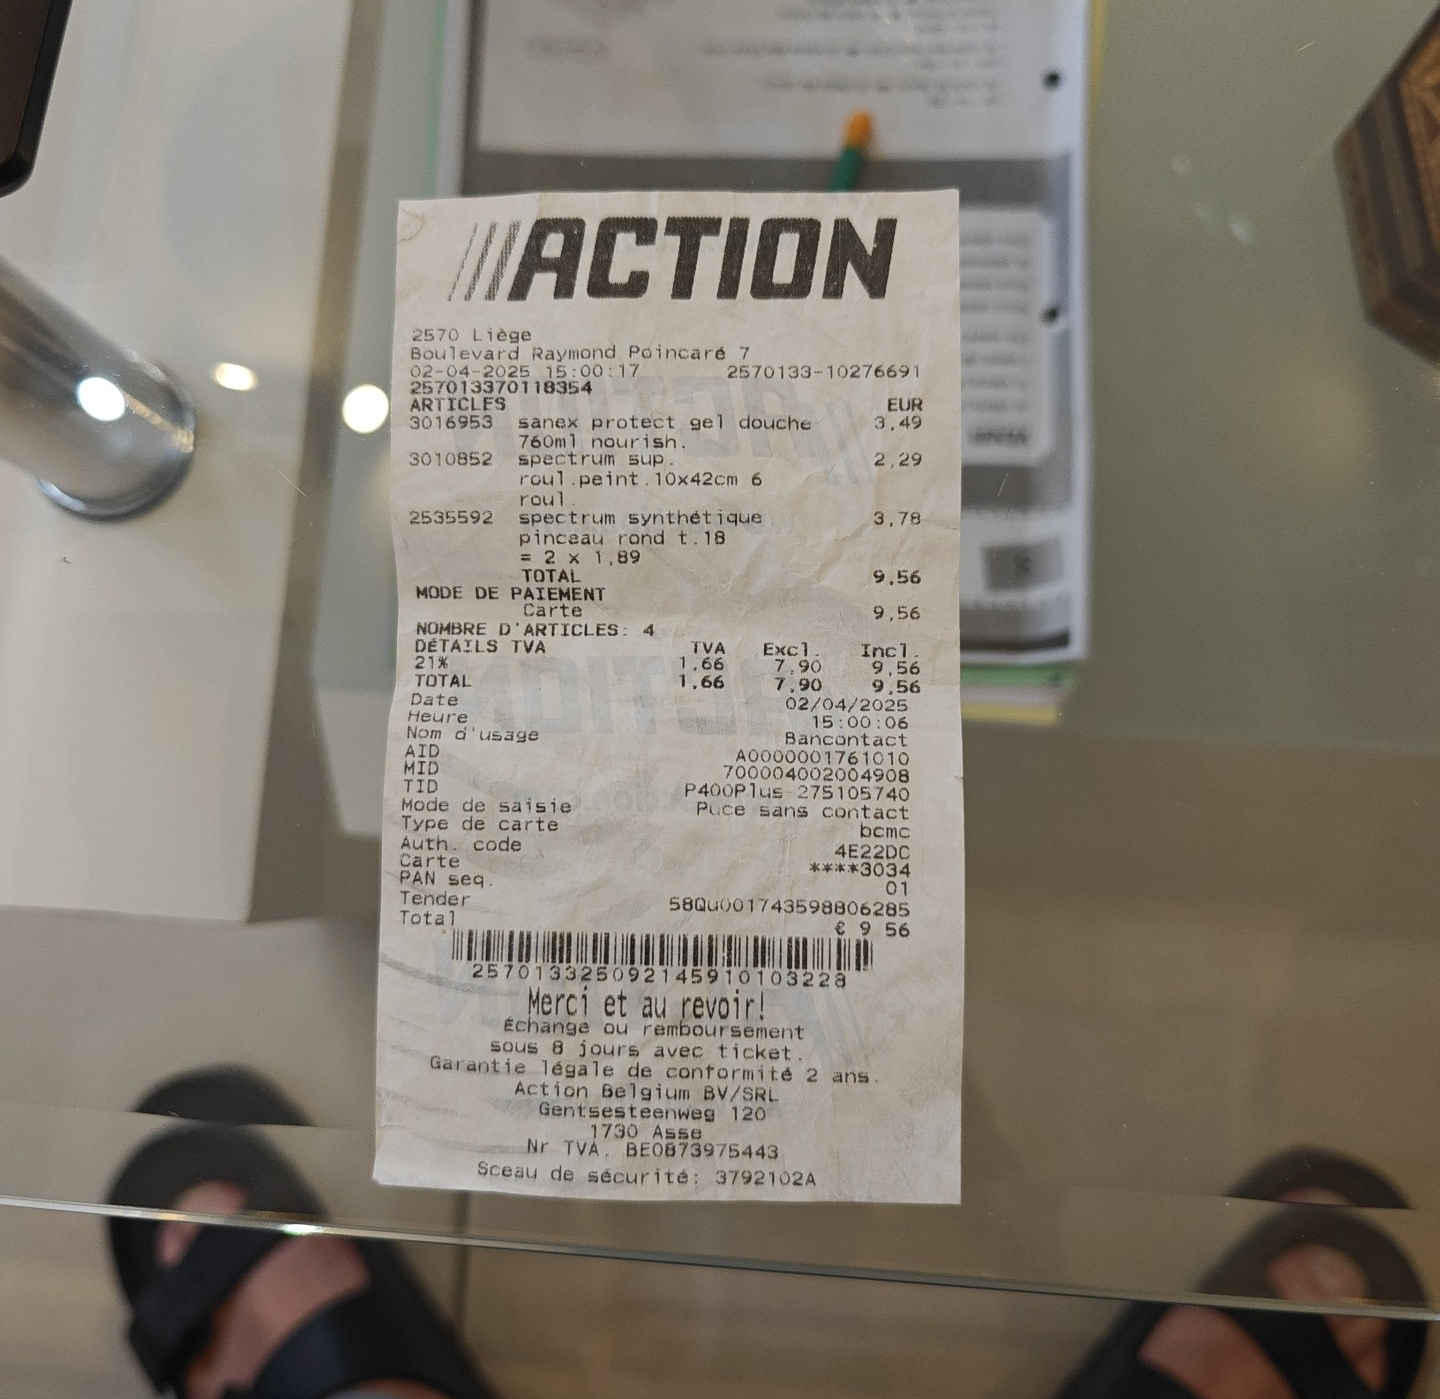 ACTION
2570 Liège
Boulevard Raymond Poincaré 7
02-04-2025 15:00:17 2570133-10276691
257013370118354
ARTICLES EUR
3016953 sanex protect gel douche 3,49
760ml nourish.
3010852 spectrum sup. 2,29
roul.peint.10x42cm 6
roul.
2535592 spectrum synthétique 3,78
pinceau rond t.18
= 2 x 1,89
TOTAL 9,56
MODE DE PAIEMENT
Carte 9,56
NOMBRE D'ARTICLES: 4
DÉTAILS TVA TVA Excl. Incl.
21% 1,66 7,90 9,56
TOTAL 1,66 7,90 9,56
Date 02/04/2025
Heure 15:00:06
Nom d'usage Bancontact
AID A0000001761010
MID 700004002004908
TID P400Plus-275105740
Mode de saisie Puce sans contact
Type de carte bcmc
Auth. code 4E22DC
Carte ****3034
PAN seq. 01
Tender 58Qu001743598806285
Total € 9 56
257013325092145910103228
Merci et au revoir!
Échange ou remboursement
sous 8 jours avec ticket.
Garantie légale de conformité 2 ans.
Action Belgium BV/SRL
Gentsesteenweg 120
1730 Asse
Nr TVA. BE0873975443
Sceau de sécurité: 3792102A